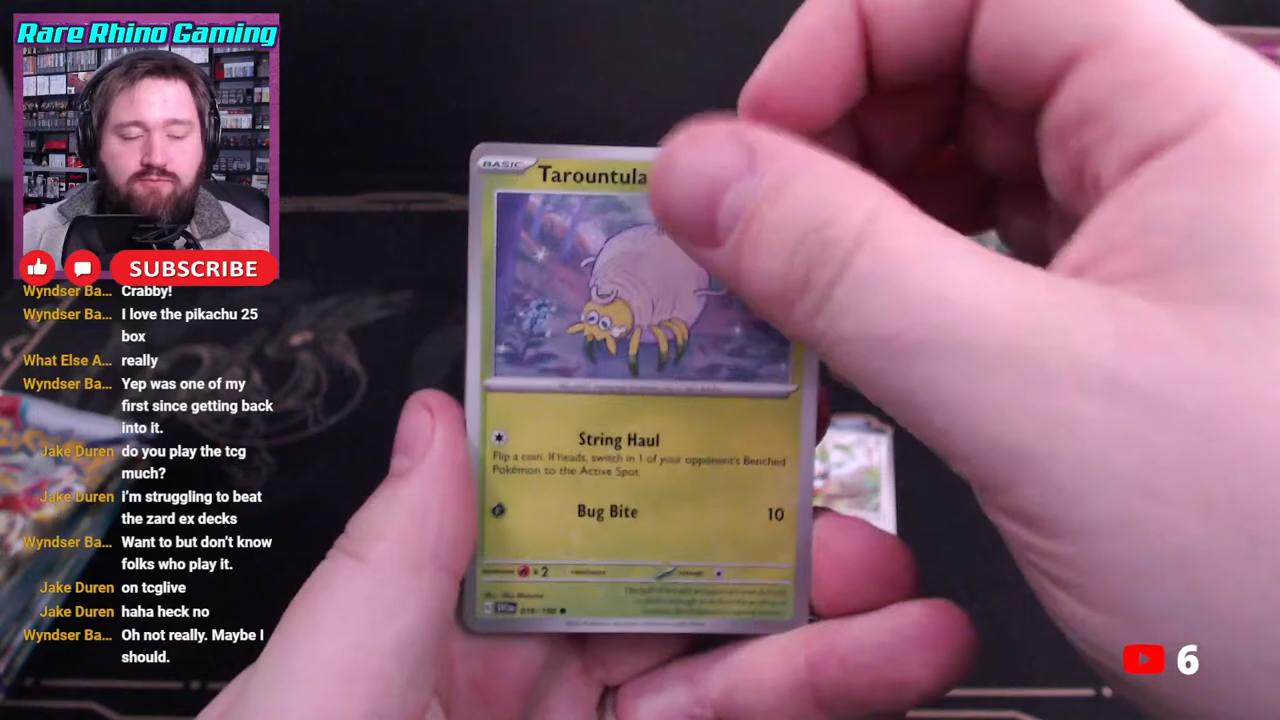 Rare Rhino Gaming
SUBSCRIBE
Wyndser Ba... Crabby!
Wyndser Ba... I love the pikachu 25
box
What Else A... really
Wyndser Ba... Yep was one of my
first since getting back
into it.
Jake Duren do you play the tcg
much?
Jake Duren i'm struggling to beat
the zard ex decks
Wyndser Ba... Want to but don't know
folks who play it.
Jake Duren on tcglive
Jake Duren haha heck no
Wyndser Ba... Oh not really. Maybe I
should.
BASIC
Tarountula
String Haul
Flip a coin. If heads, switch in 1 of your opponent's Benched
Pokémon to the Active Spot.
Bug Bite 10
x2
6